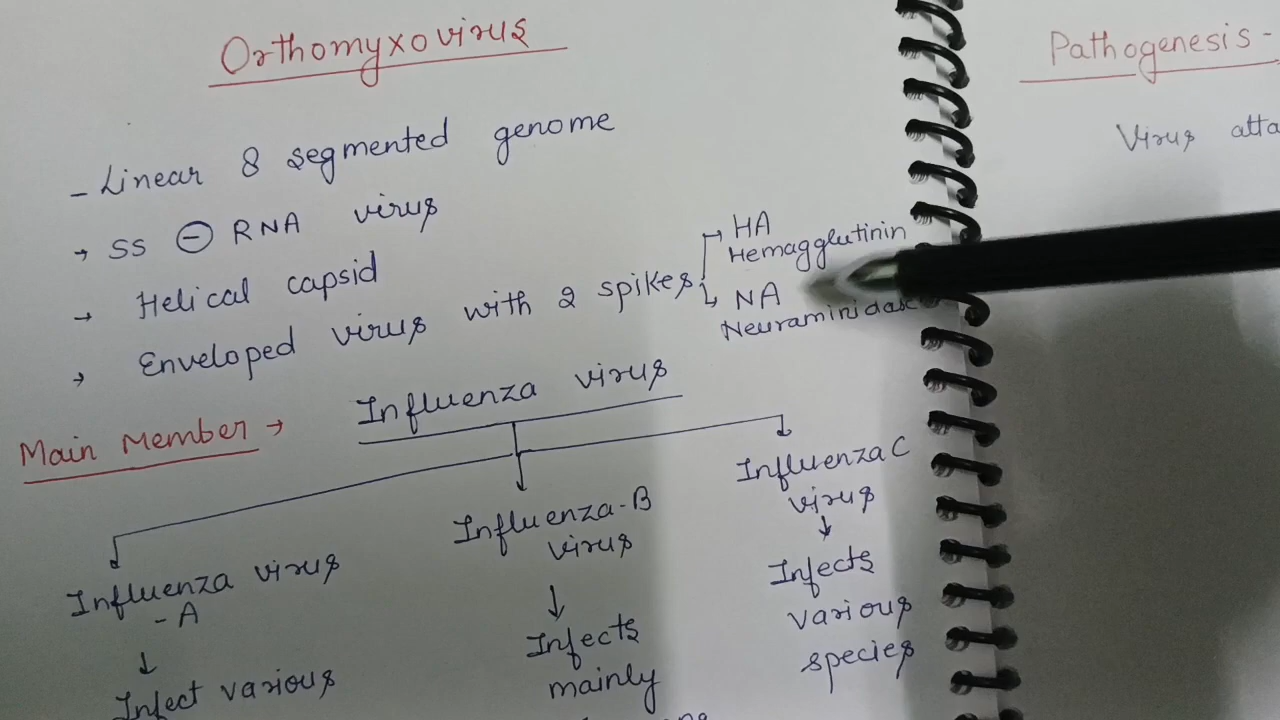 Orthomyxovirus
- Linear 8 segmented genome
→ SS ⊖ RNA virus
→ Helical capsid
→ Enveloped virus with 2 spikes
→ HA
Hemagglutinin
→ NA
Neuraminidase
Main Member → Influenza virus
Influenza virus
- A
↓
Infect various
Influenza-B
virus
↓
Infects
mainly
Influenza C
virus
↓
Infects
various
species
Pathogenesis -
Virus atta